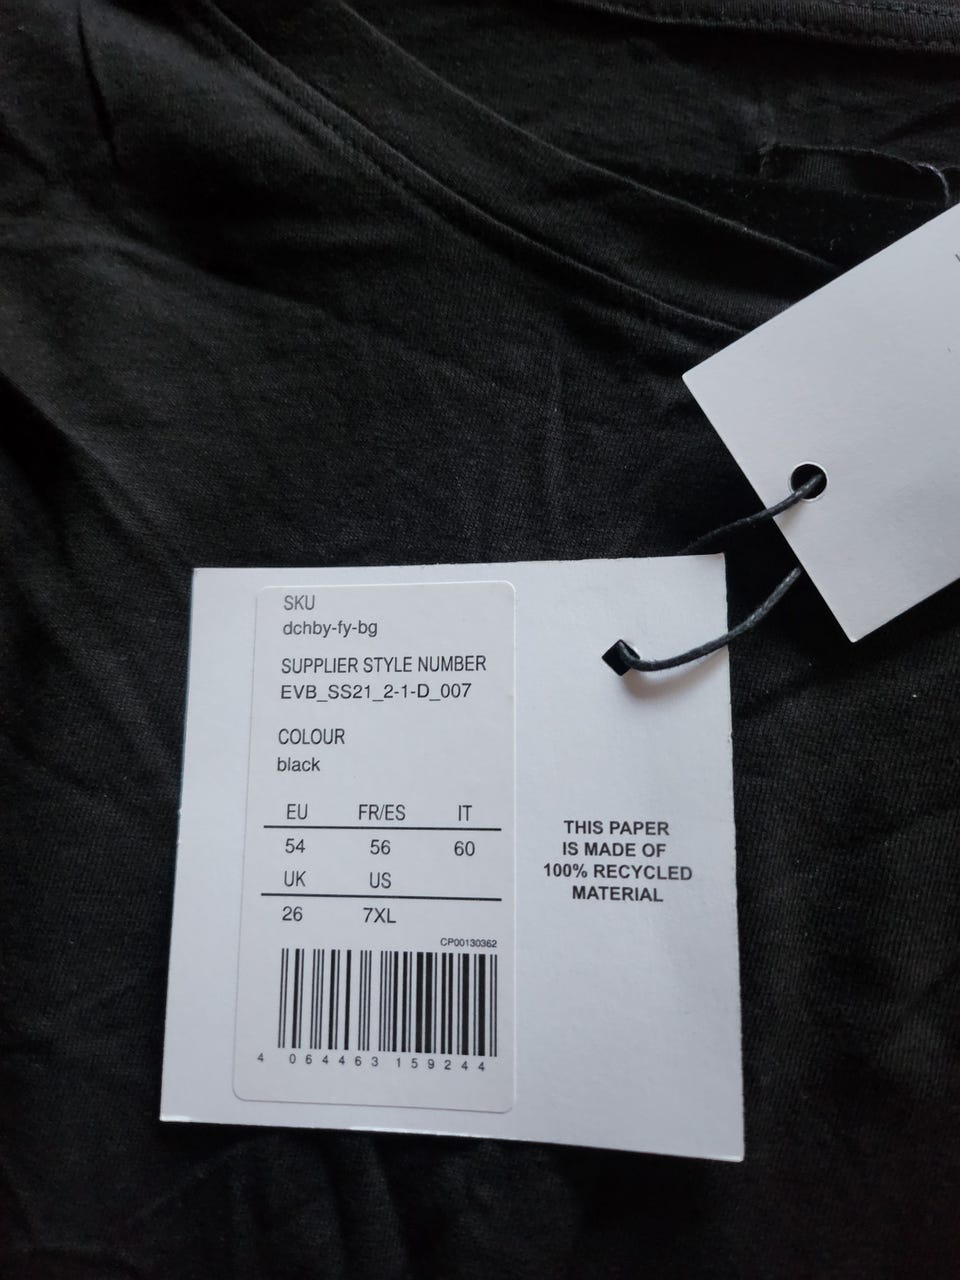 SKU
dchby-fy-bg
SUPPLIER STYLE NUMBER
EVB_SS21_2-1-D_007
COLOUR
black
EU FR/ES IT
54 56 60
UK US
26 7XL
CP00130362
4 064463 159244
THIS PAPER
IS MADE OF
100% RECYCLED
MATERIAL